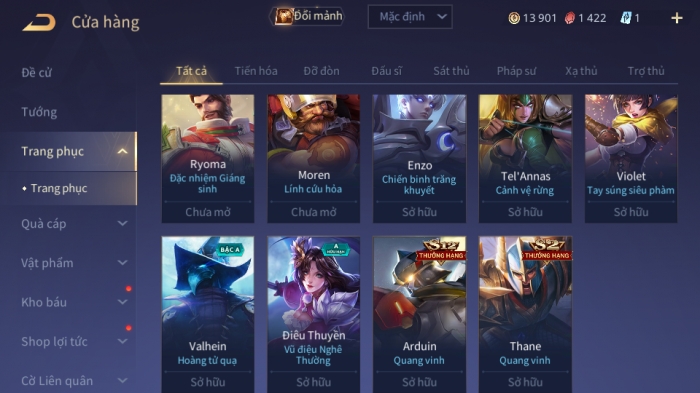 Cửa hàng
Đổi mảnh
Mặc định
13 901
1 422
1
+
Đề cử
Tướng
Trang phục
Trang phục
Quà cáp
Vật phẩm
Kho báu
Shop lợi tức
Cờ Liên quân
Tất cả
Tiến hóa
Đỡ đòn
Đấu sĩ
Sát thủ
Pháp sư
Xạ thủ
Trợ thủ
Ryoma
Đặc nhiệm Giáng
sinh
Chưa mở
Moren
Lính cứu hỏa
Chưa mở
Enzo
Chiến binh trăng
khuyết
Sở hữu
Tel'Annas
Cảnh vệ rừng
Sở hữu
Violet
Tay súng siêu phàm
Sở hữu
BẬC A
Valhein
Hoàng tử quạ
Sở hữu
A
HỮU HẠN
Điêu Thuyền
Vũ điệu Nghê
Thường
Sở hữu
S12
THƯỞNG HẠNG
Arduin
Quang vinh
Sở hữu
S2
THƯỞNG HẠNG
Thane
Quang vinh
Sở hữu